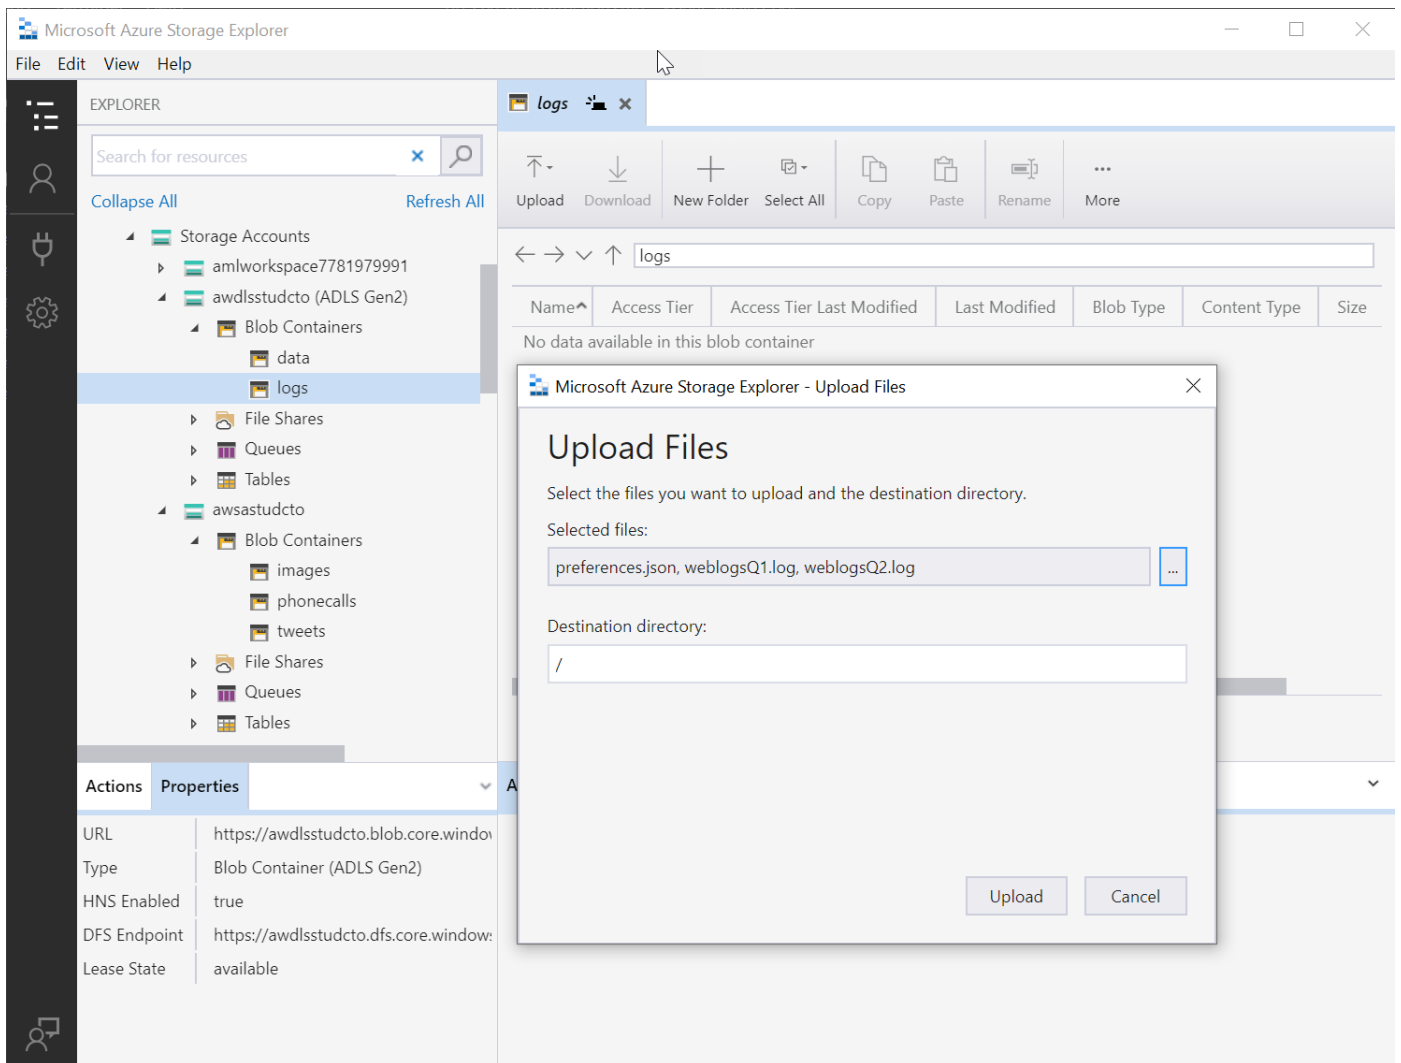 Microsoft Azure Storage Explorer
File Edit View Help
EXPLORER
Search for resources
Collapse All Refresh All
Storage Accounts
amlworkspace7781979991
awdlsstudcto (ADLS Gen2)
Blob Containers
data
logs
File Shares
Queues
Tables
awsastudcto
Blob Containers
images
phonecalls
tweets
File Shares
Queues
Tables
Actions Properties
URL https://awdlsstudcto.blob.core.windo
Type Blob Container (ADLS Gen2)
HNS Enabled true
DFS Endpoint https://awdlsstudcto.dfs.core.windows
Lease State available
logs
Upload Download New Folder Select All Copy Paste Rename More
logs
Name Access Tier Access Tier Last Modified Last Modified Blob Type Content Type Size
No data available in this blob container
A
Microsoft Azure Storage Explorer - Upload Files
Upload Files
Select the files you want to upload and the destination directory.
Selected files:
preferences.json, weblogsQ1.log, weblogsQ2.log
...
Destination directory:
/
Upload Cancel